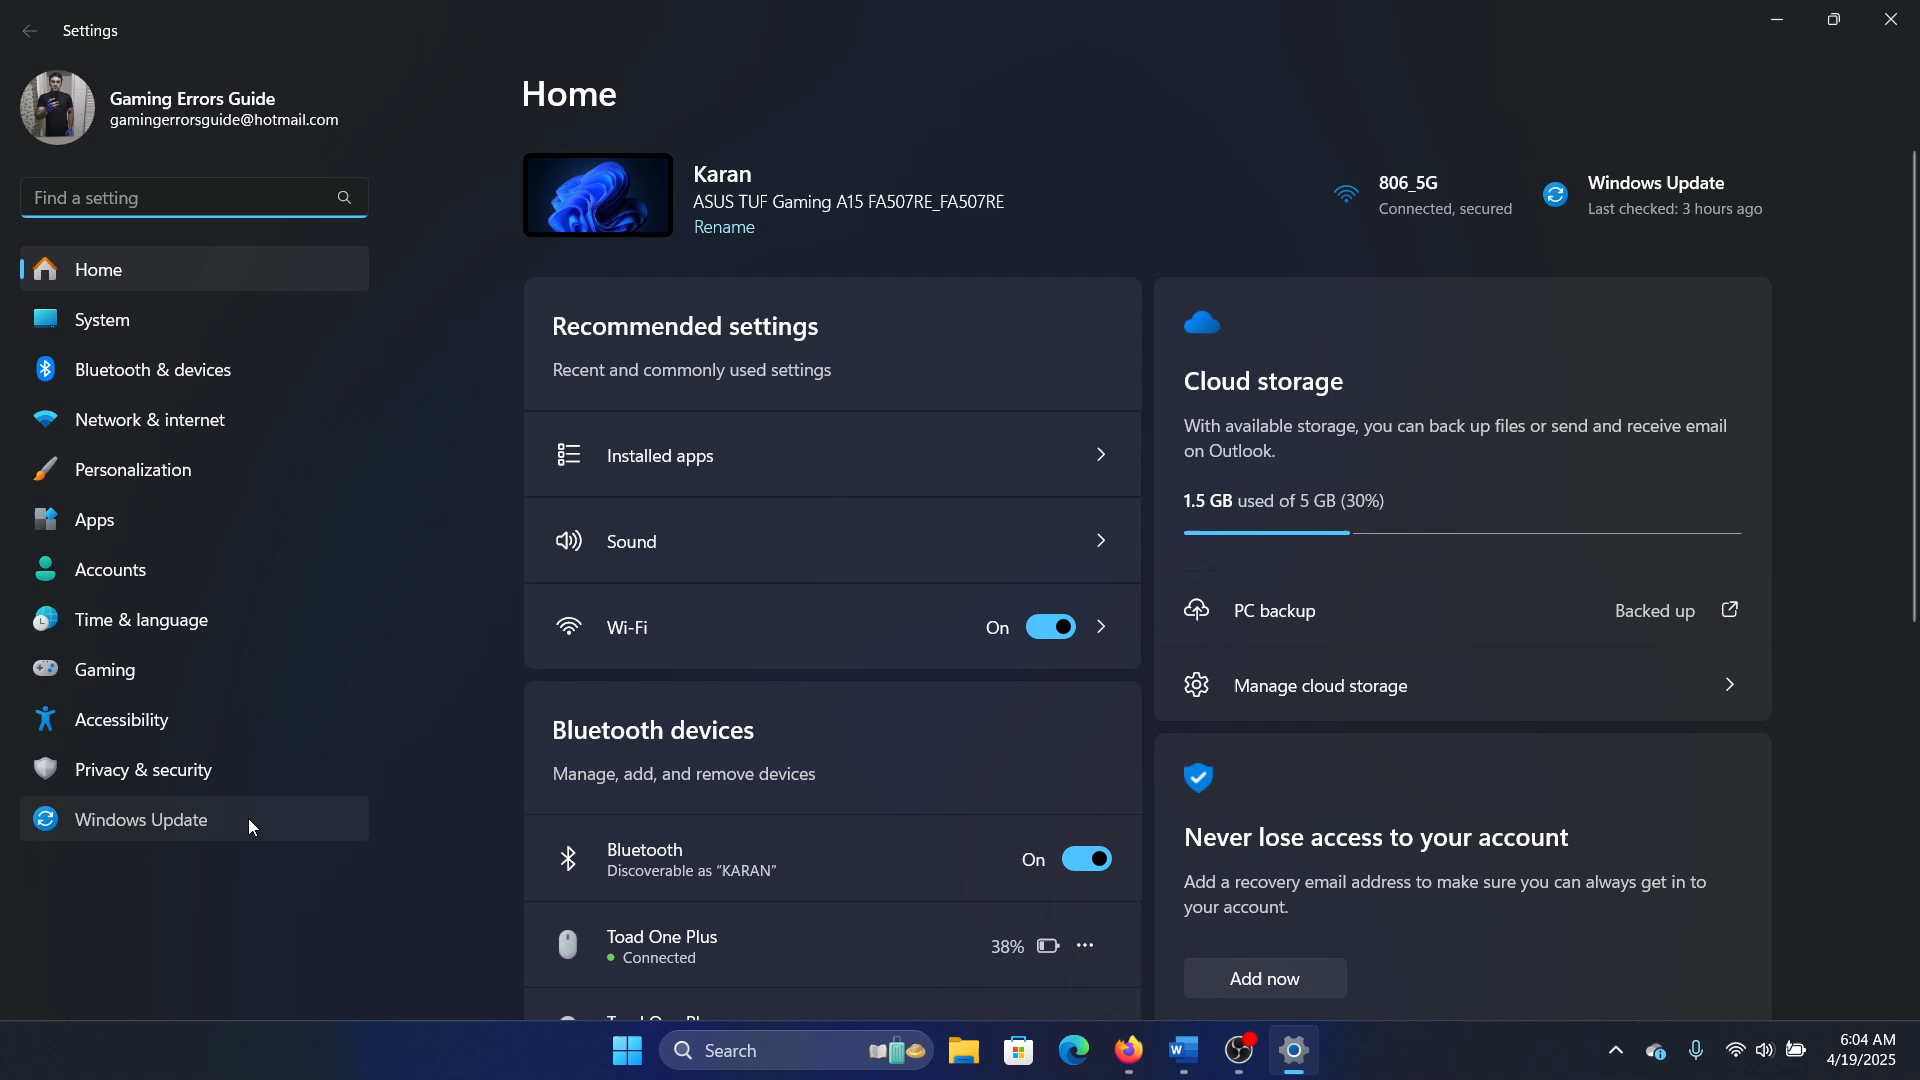 Settings
Gaming Errors Guide
gamingerrorsguide@hotmail.com
Find a setting
Home
System
Bluetooth & devices
Network & internet
Personalization
Apps
Accounts
Time & language
Gaming
Accessibility
Privacy & security
Windows Update
Home
Karan
ASUS TUF Gaming A15 FA507RE_FA507RE
Rename
806_5G
Connected, secured
Windows Update
Last checked: 3 hours ago
Recommended settings
Recent and commonly used settings
Installed apps
Sound
Wi-Fi
On
Bluetooth devices
Manage, add, and remove devices
Bluetooth
Discoverable as "KARAN"
On
Toad One Plus
Connected
38%
Cloud storage
With available storage, you can back up files or send and receive email
on Outlook.
1.5 GB used of 5 GB (30%)
PC backup
Backed up
Manage cloud storage
Never lose access to your account
Add a recovery email address to make sure you can always get in to
your account.
Add now
Search
6:04 AM
4/19/2025